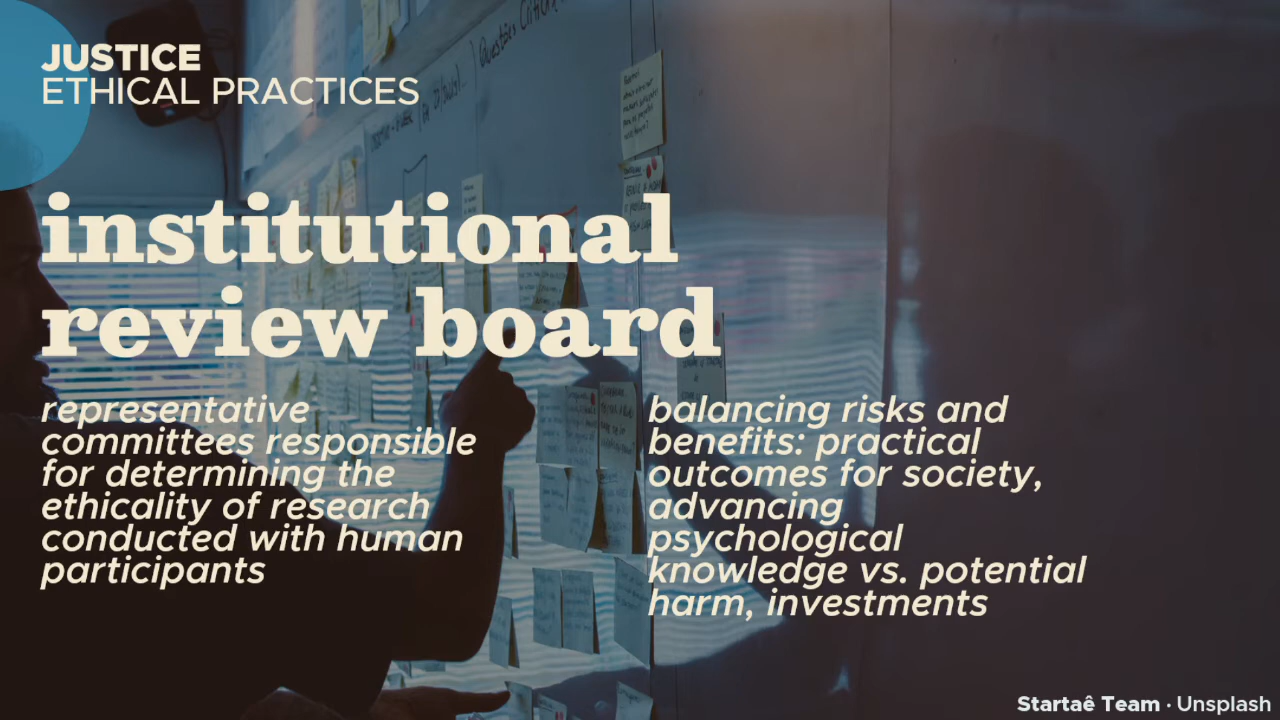 JUSTICE
ETHICAL PRACTICES
institutional
review board
representative
committees responsible
for determining the
ethicality of research
conducted with human
participants
balancing risks and
benefits: practical
outcomes for society,
advancing
psychological
knowledge vs. potential
harm, investments
Startaê Team · Unsplash